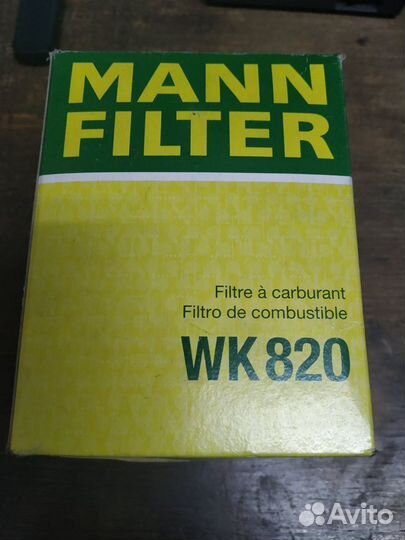 MANN
FILTER
Filtre à carburant
Filtro de combustible
WK 820
Avito